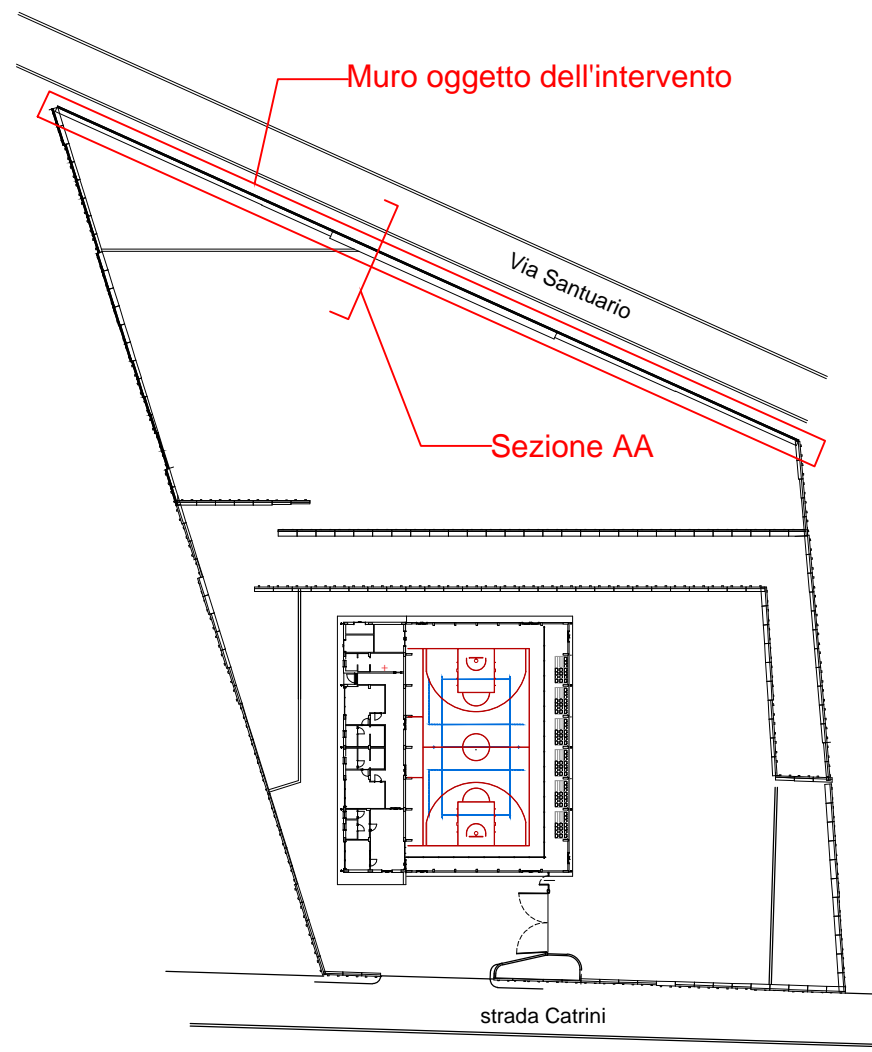 Muro oggetto dell'intervento
Via Santuario
Sezione AA
strada Catrini